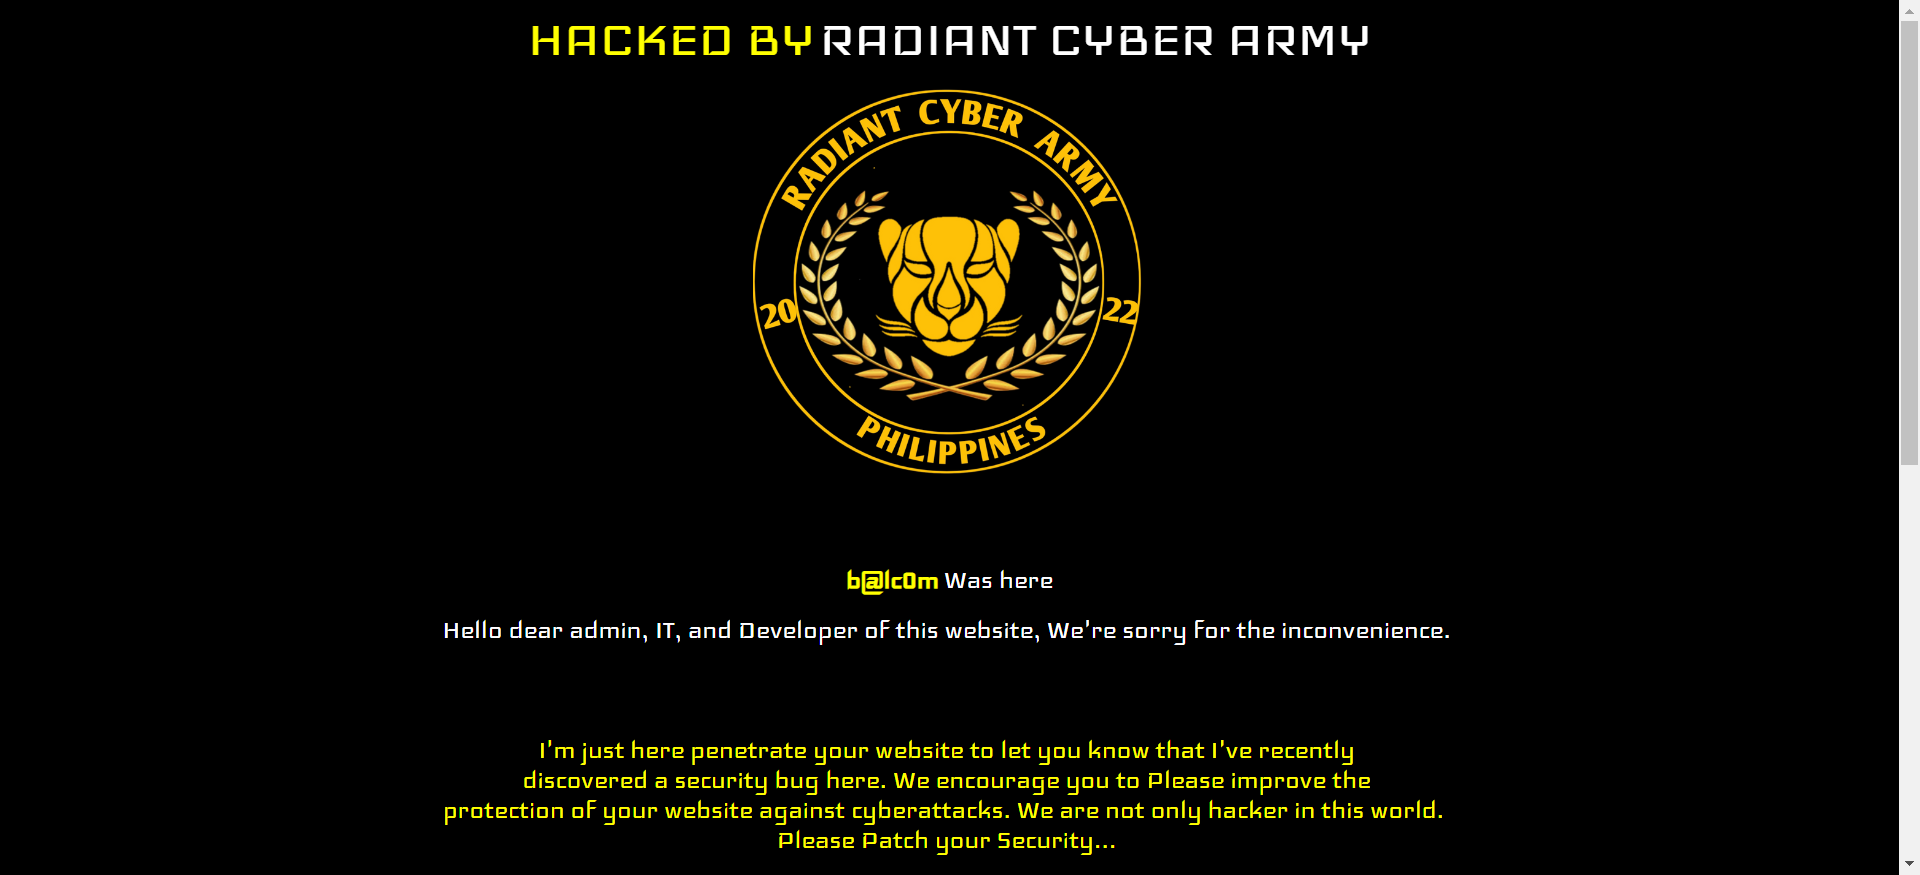 HACKED BY RADIANT CYBER ARMY
RADIANT CYBER ARMY
20 22
PHILIPPINES
b@lc0m Was here
Hello dear admin, IT, and Developer of this website, We're sorry for the inconvenience.
I'm just here penetrate your website to let you know that I've recently
discovered a security bug here. We encourage you to Please improve the
protection of your website against cyberattacks. We are not only hacker in this world.
Please Patch your Security...